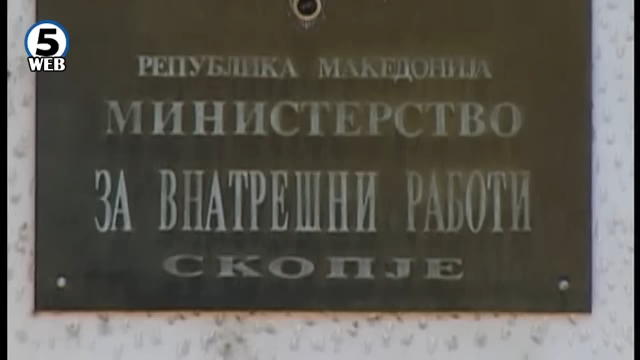 5
WEB
РЕПУБЛИКА МАКЕДОНИЈА
МИНИСТЕРСТВО
ЗА ВНАТРЕШНИ РАБОТИ
СКОПЈЕ